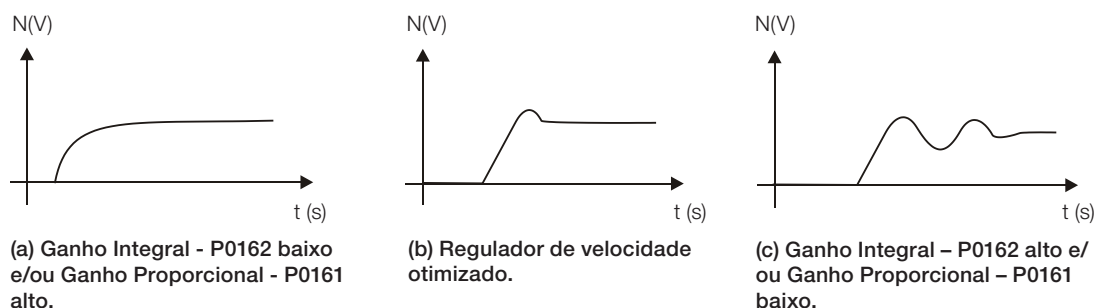 N(V)
t (s)
(a) Ganho Integral - P0162 baixo
e/ou Ganho Proporcional - P0161
alto.
N(V)
t (s)
(b) Regulador de velocidade
otimizado.
N(V)
t (s)
(c) Ganho Integral – P0162 alto e/
ou Ganho Proporcional – P0161
baixo.